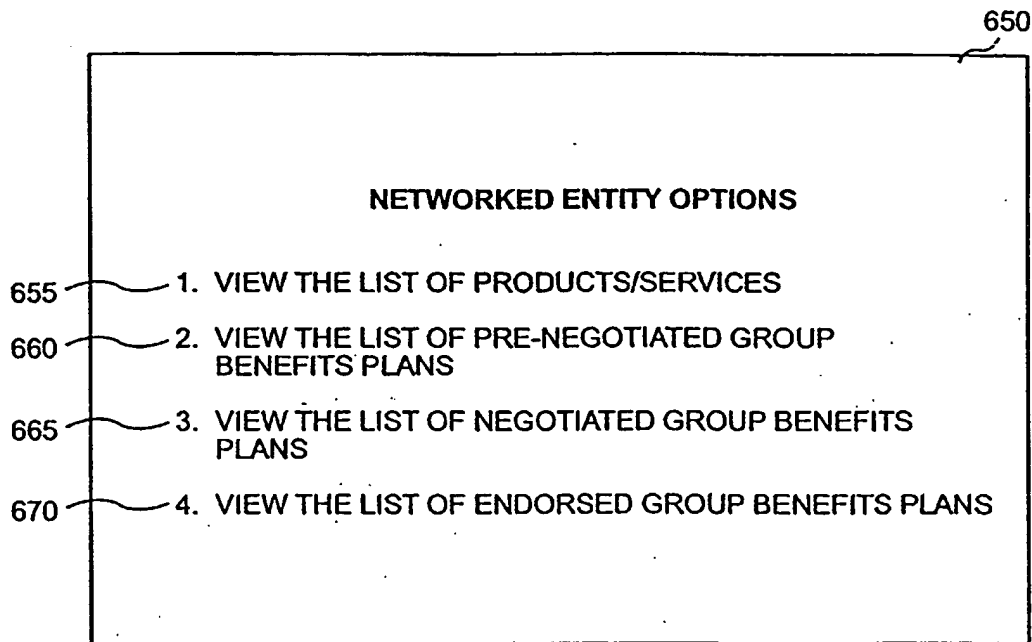 650
NETWORKED ENTITY OPTIONS
655 1. VIEW THE LIST OF PRODUCTS/SERVICES
660 2. VIEW THE LIST OF PRE-NEGOTIATED GROUP
BENEFITS PLANS
665 3. VIEW THE LIST OF NEGOTIATED GROUP BENEFITS
PLANS
670 4. VIEW THE LIST OF ENDORSED GROUP BENEFITS PLANS